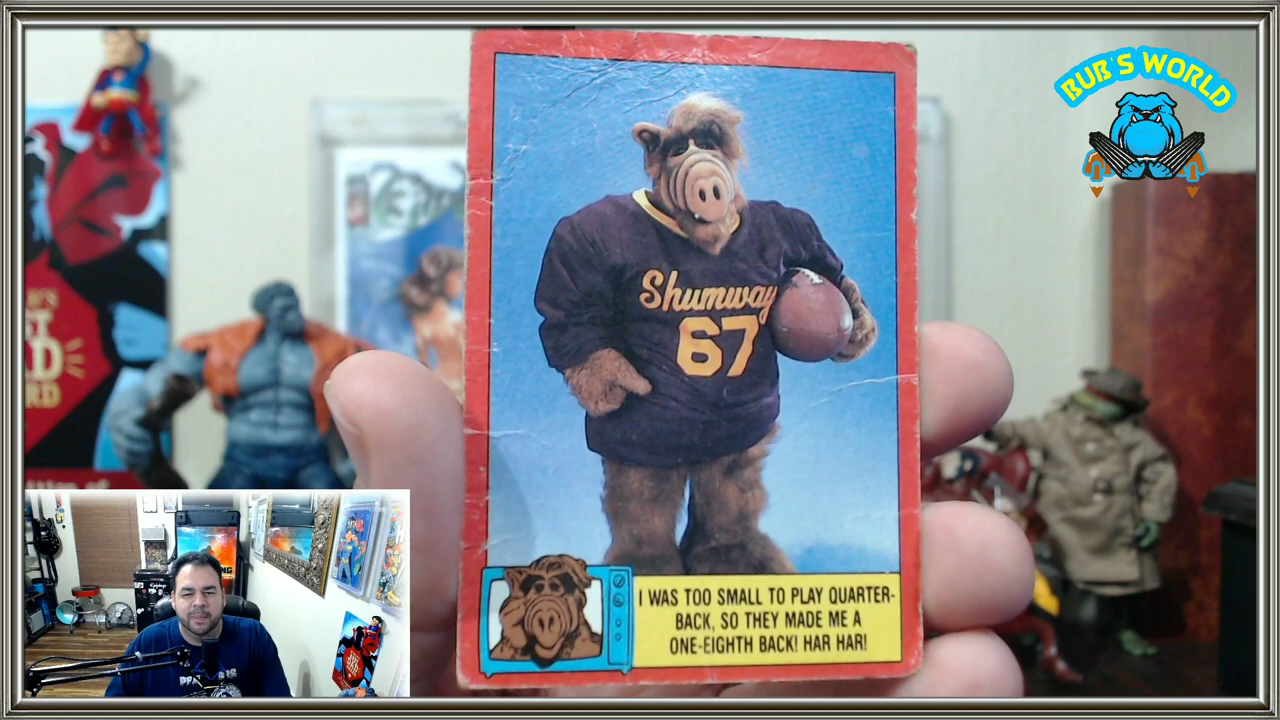 BUB'S WORLD
Shumway
67
I WAS TOO SMALL TO PLAY QUARTER-
BACK, SO THEY MADE ME A
ONE-EIGHTH BACK! HAR HAR!